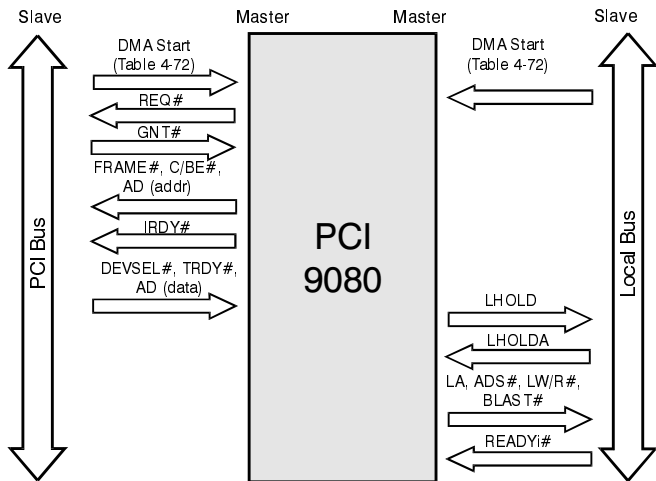 Slave Master Master Slave
DMA Start
(Table 4-72)
REQ#
GNT#
FRAME#, C/BE#,
AD (addr)
IRDY#
DEVSEL#, TRDY#,
AD (data)
PCI Bus
PCI
9080
DMA Start
(Table 4-72)
LHOLD
LHOLDA
LA, ADS#, LW/R#,
BLAST#
READYi#
Local Bus